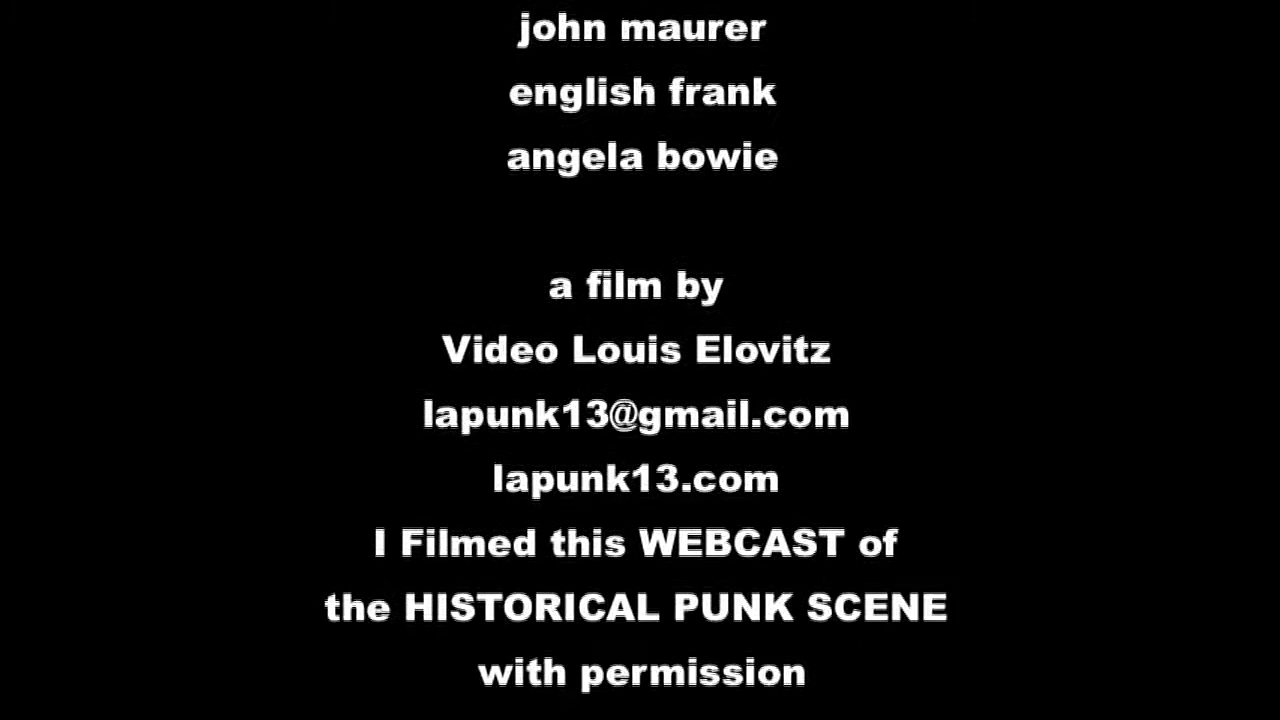 john maurer
english frank
angela bowie
a film by
Video Louis Elovitz
lapunk13@gmail.com
lapunk13.com
I Filmed this WEBCAST of
the HISTORICAL PUNK SCENE
with permission